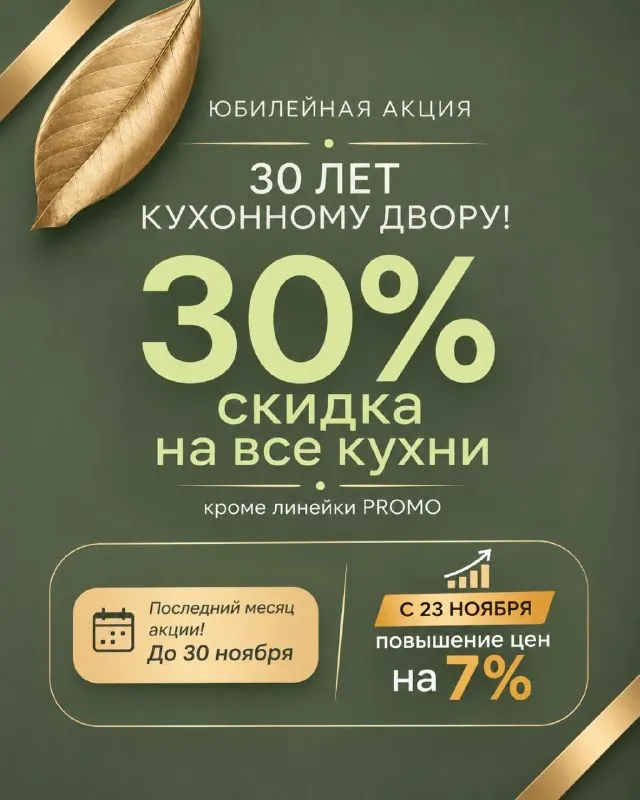 ЮБИЛЕЙНАЯ АКЦИЯ
30 ЛЕТ
КУХОННОМУ ДВОРУ!
30%
скидка
на все кухни
кроме линейки PROMO
Последний месяц
акции!
До 30 ноября
С 23 НОЯБРЯ
повышение цен
на 7%